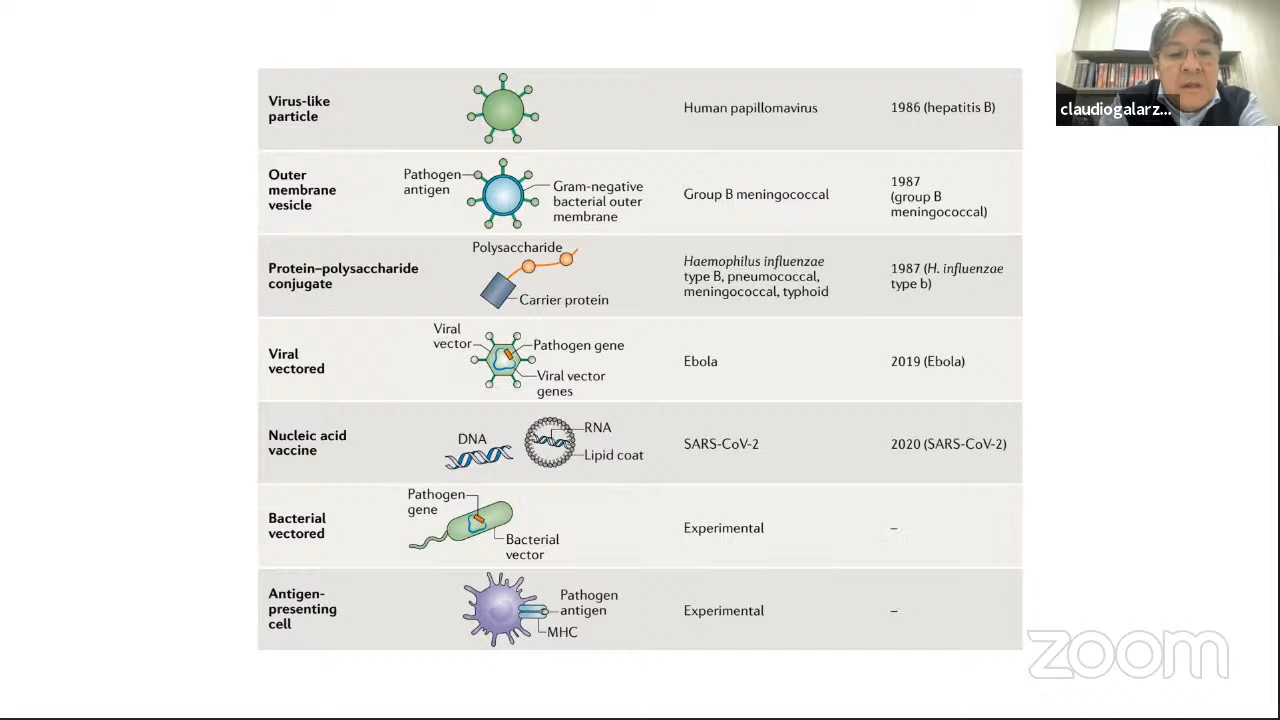 claudiogalarz...
Virus-like
particle
Human papillomavirus
1986 (hepatitis B)
Outer
membrane
vesicle
Pathogen
antigen
Gram-negative
bacterial outer
membrane
Group B meningococcal
1987
(group B
meningococcal)
Protein–polysaccharide
conjugate
Polysaccharide
Carrier protein
Haemophilus influenzae
type B, pneumococcal,
meningococcal, typhoid
1987 (H. influenzae
type b)
Viral
vectored
Viral
vector
Pathogen gene
Viral vector
genes
Ebola
2019 (Ebola)
Nucleic acid
vaccine
DNA
RNA
Lipid coat
SARS-CoV-2
2020 (SARS-CoV-2)
Bacterial
vectored
Pathogen
gene
Bacterial
vector
Experimental
–
Antigen-
presenting
cell
Pathogen
antigen
MHC
Experimental
–
zoom